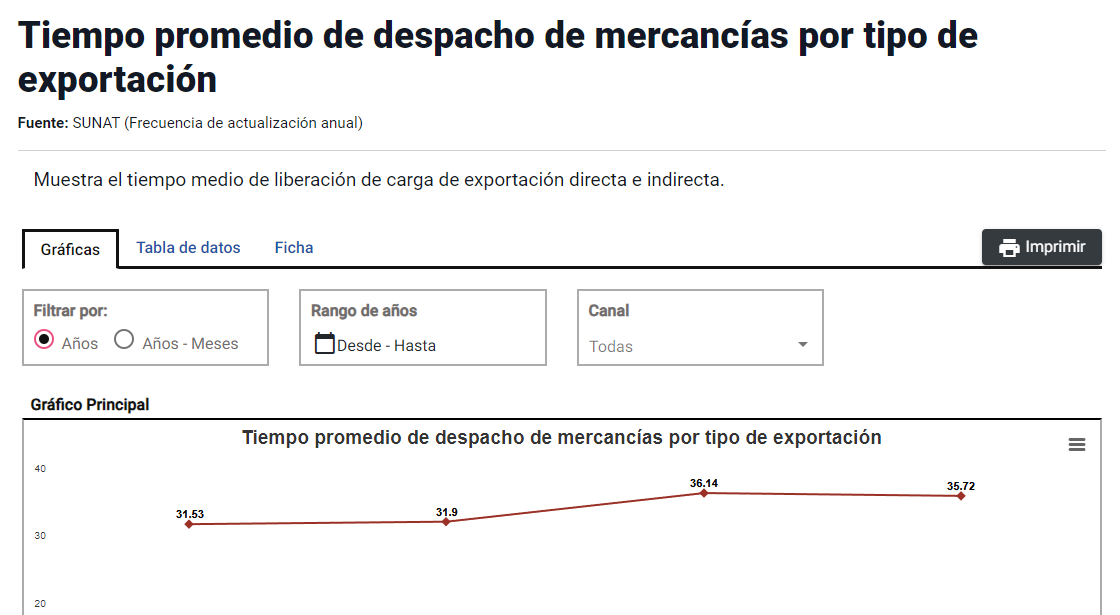 Tiempo promedio de despacho de mercancías por tipo de
exportación
Fuente: SUNAT (Frecuencia de actualización anual)
Muestra el tiempo medio de liberación de carga de exportación directa e indirecta.
Gráficas Tabla de datos Ficha Imprimir
Filtrar por: Rango de años Canal
Años Años - Meses Desde - Hasta Todas
Gráfico Principal
Tiempo promedio de despacho de mercancías por tipo de exportación
40
36.14 35.72
31.53 31.9
30
20